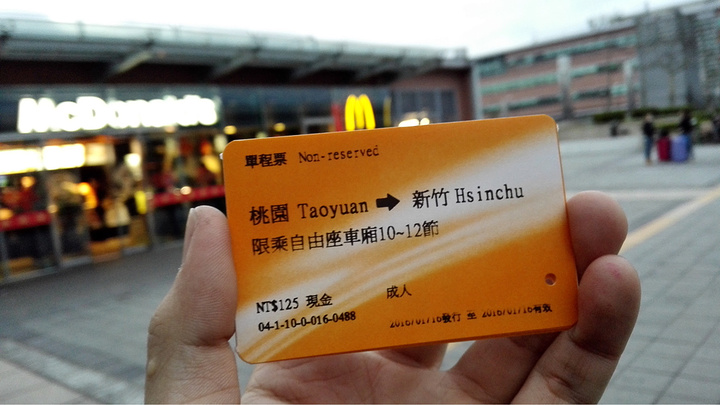 McDonald's
單程票 Non-reserved
桃園 Taoyuan → 新竹 Hsinchu
限乘自由座車廂10~12節
NT$125 現金 成人
04-1-10-0-016-0488 2016/01/16發行 至 2016/01/16有效